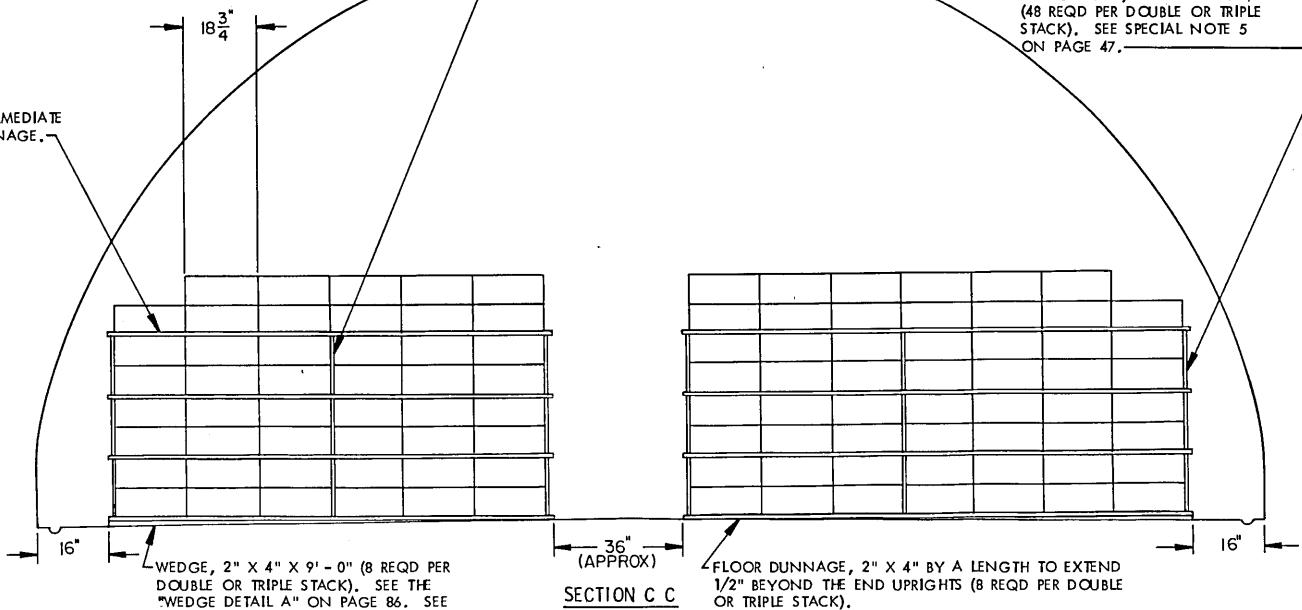 (48 REQD PER DOUBLE OR TRIPLE
STACK). SEE SPECIAL NOTE 5
ON PAGE 47.
18 3/4"
MEDIATE
NAGE.
16"
36"
(APPROX)
16"
WEDGE, 2" X 4" X 9' - 0" (8 REQD PER
DOUBLE OR TRIPLE STACK). SEE THE
"WEDGE DETAIL A" ON PAGE 86. SEE
SECTION C C
FLOOR DUNNAGE, 2" X 4" BY A LENGTH TO EXTEND
1/2" BEYOND THE END UPRIGHTS (8 REQD PER DOUBLE
OR TRIPLE STACK).